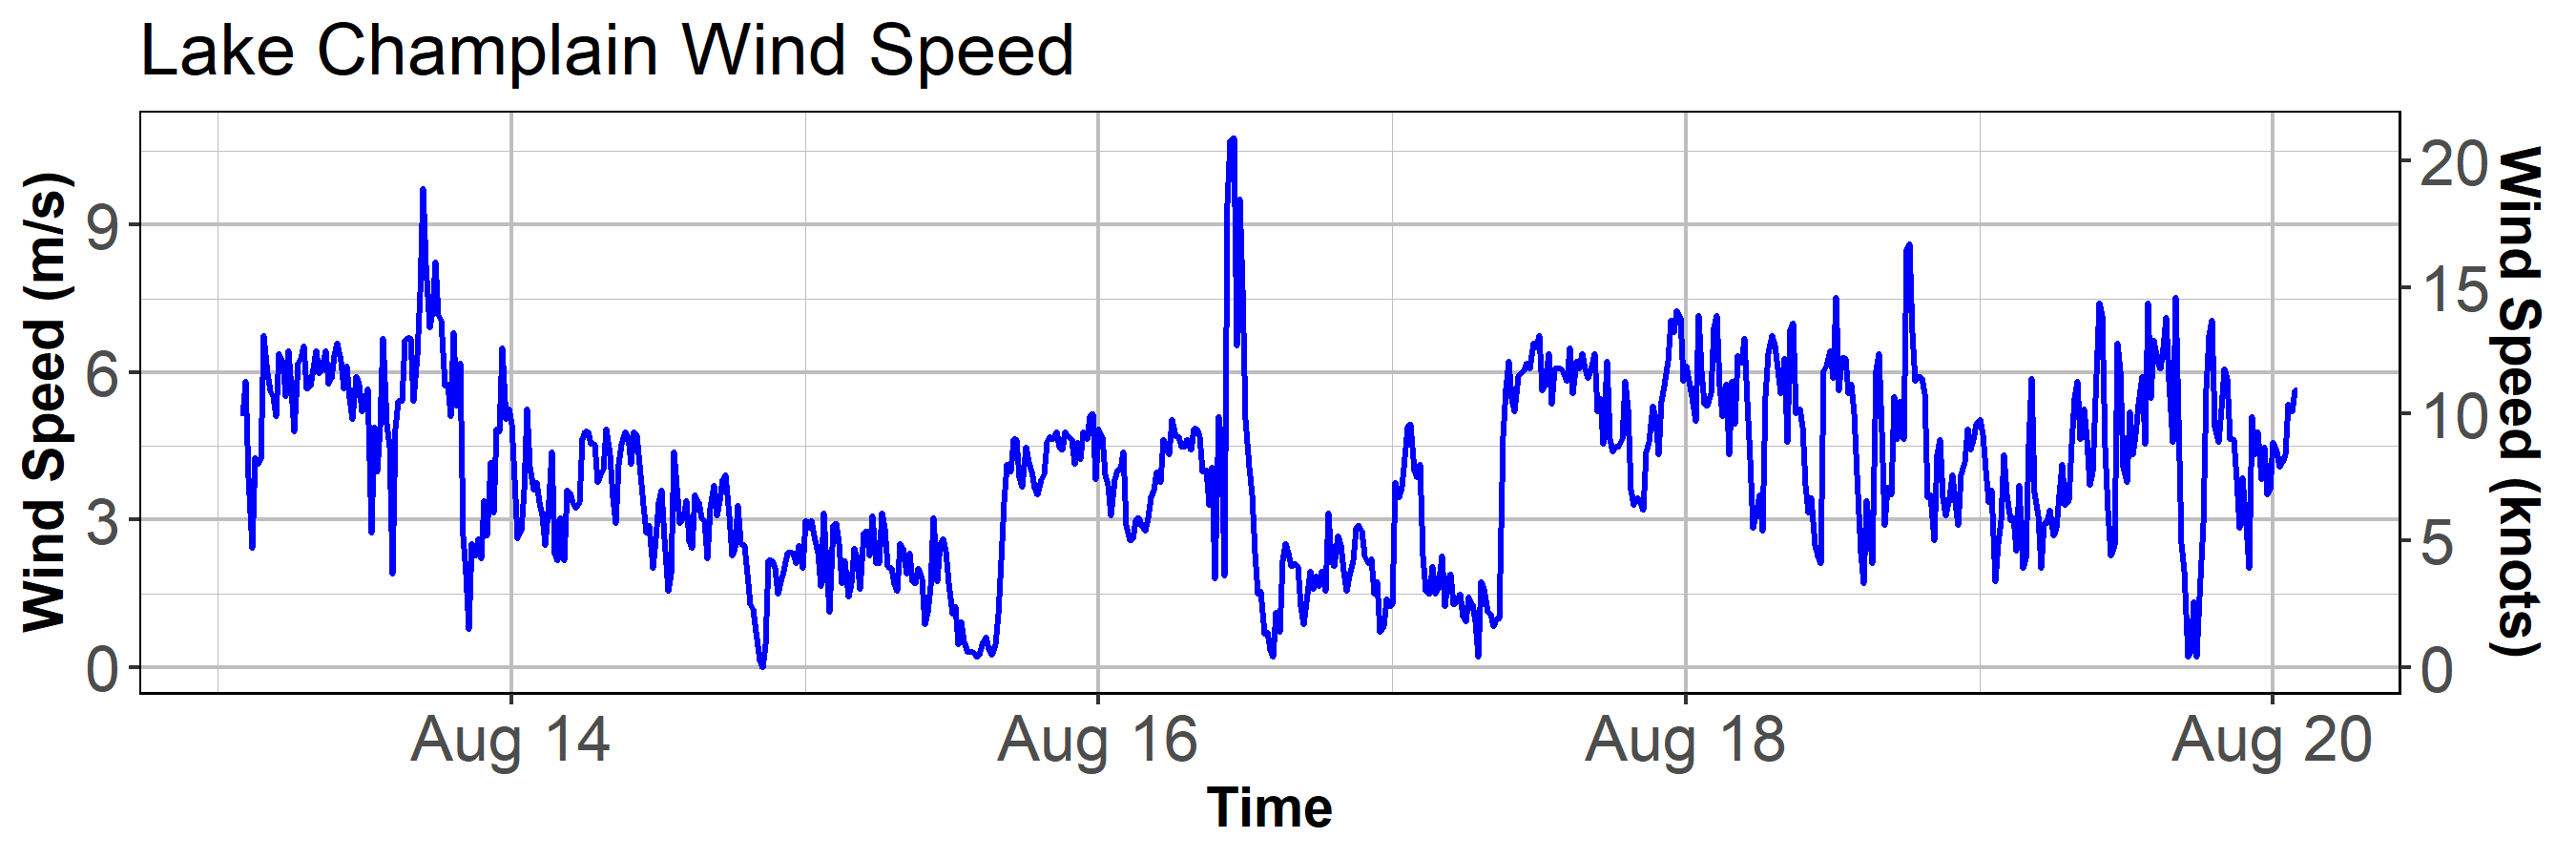 Lake Champlain Wind Speed
Wind Speed (m/s)
9
6
3
0
20
15
10
5
0
Wind Speed (knots)
Aug 14
Aug 16
Aug 18
Aug 20
Time